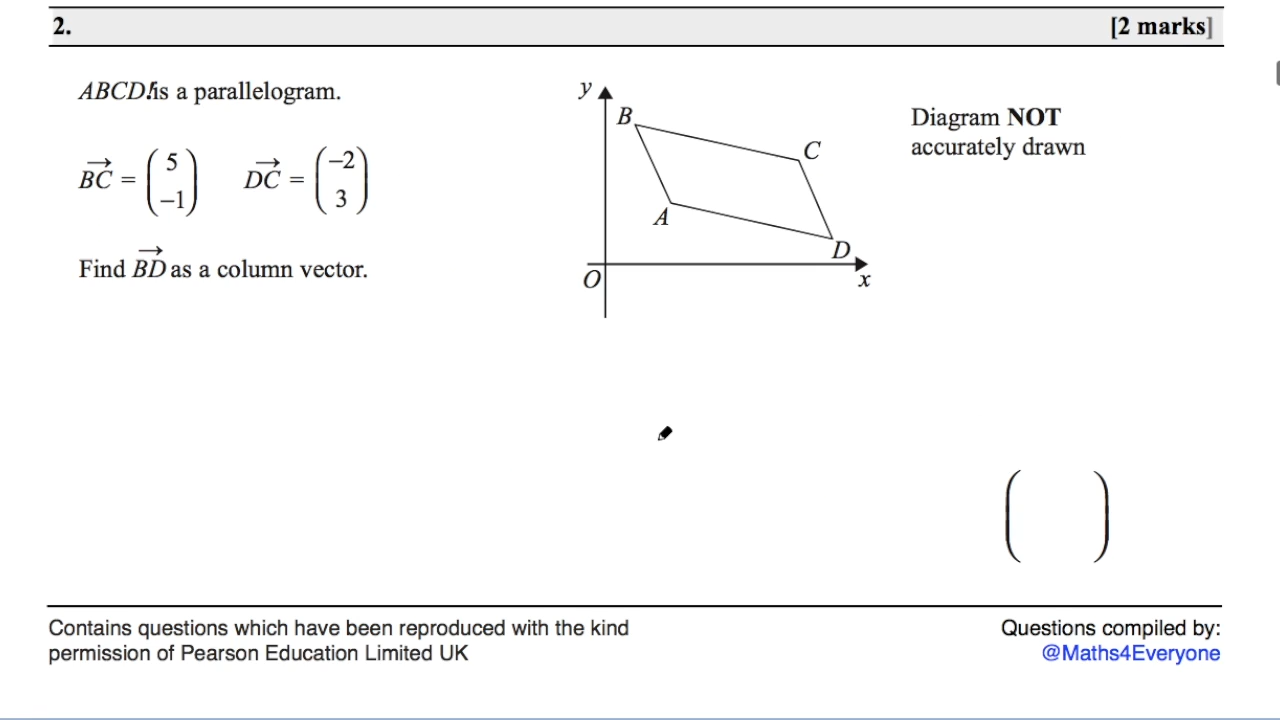 2. [2 marks]
ABCD is a parallelogram.
BC = (5 −1) DC = (−2 3)
Find BD as a column vector.
y
B
C
A
D
O
x
Diagram NOT
accurately drawn
( )
Contains questions which have been reproduced with the kind
permission of Pearson Education Limited UK
Questions compiled by:
@Maths4Everyone